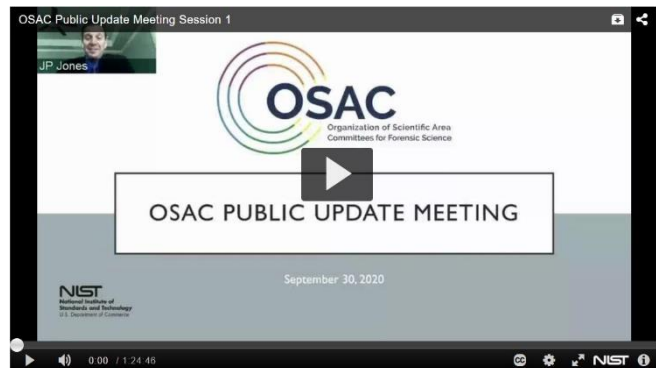 OSAC Public Update Meeting Session 1
JP Jones
OSAC
Organization of Scientific Area
Committees for Forensic Science
OSAC PUBLIC UPDATE MEETING
September 30, 2020
NIST
National Institute of
Standards and Technology
U.S. Department of Commerce
0:00 / 1:24:46
CC
NIST